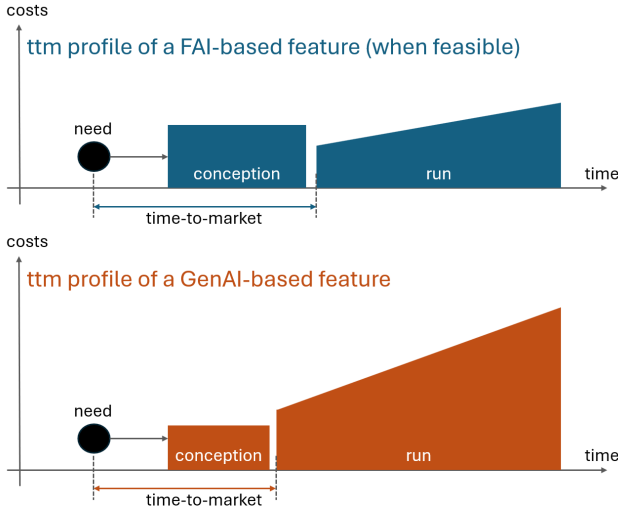 costs
ttm profile of a FAI-based feature (when feasible)
need
conception
run
time
time-to-market
costs
ttm profile of a GenAI-based feature
need
conception
run
time
time-to-market